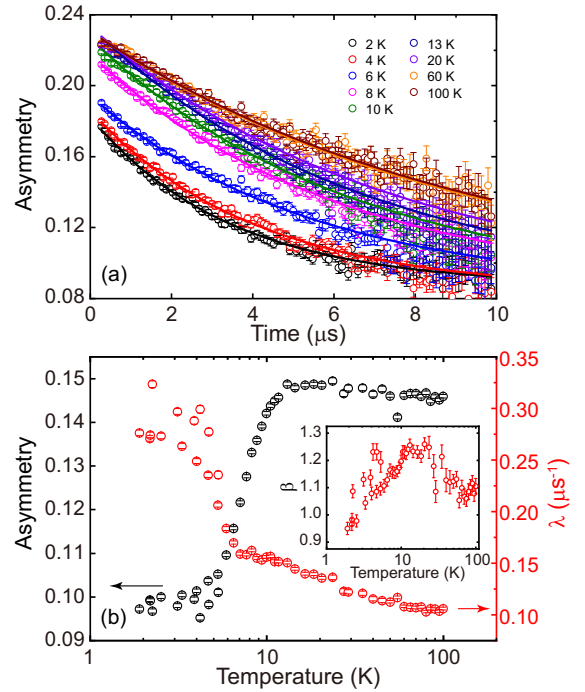 0.24
0.20
0.16
0.12
0.08
Asymmetry
2 K
4 K
6 K
8 K
10 K
13 K
20 K
60 K
100 K
(a)
0 2 4 6 8 10
Time (μs)
0.15
0.14
0.13
0.12
0.11
0.10
0.09
Asymmetry
0.35
0.30
0.25
0.20
0.15
0.10
λ (μs⁻¹)
1.3
1.2
1.1
1.0
0.9
β
1 10 100
Temperature (K)
(b)
1 10 100
Temperature (K)